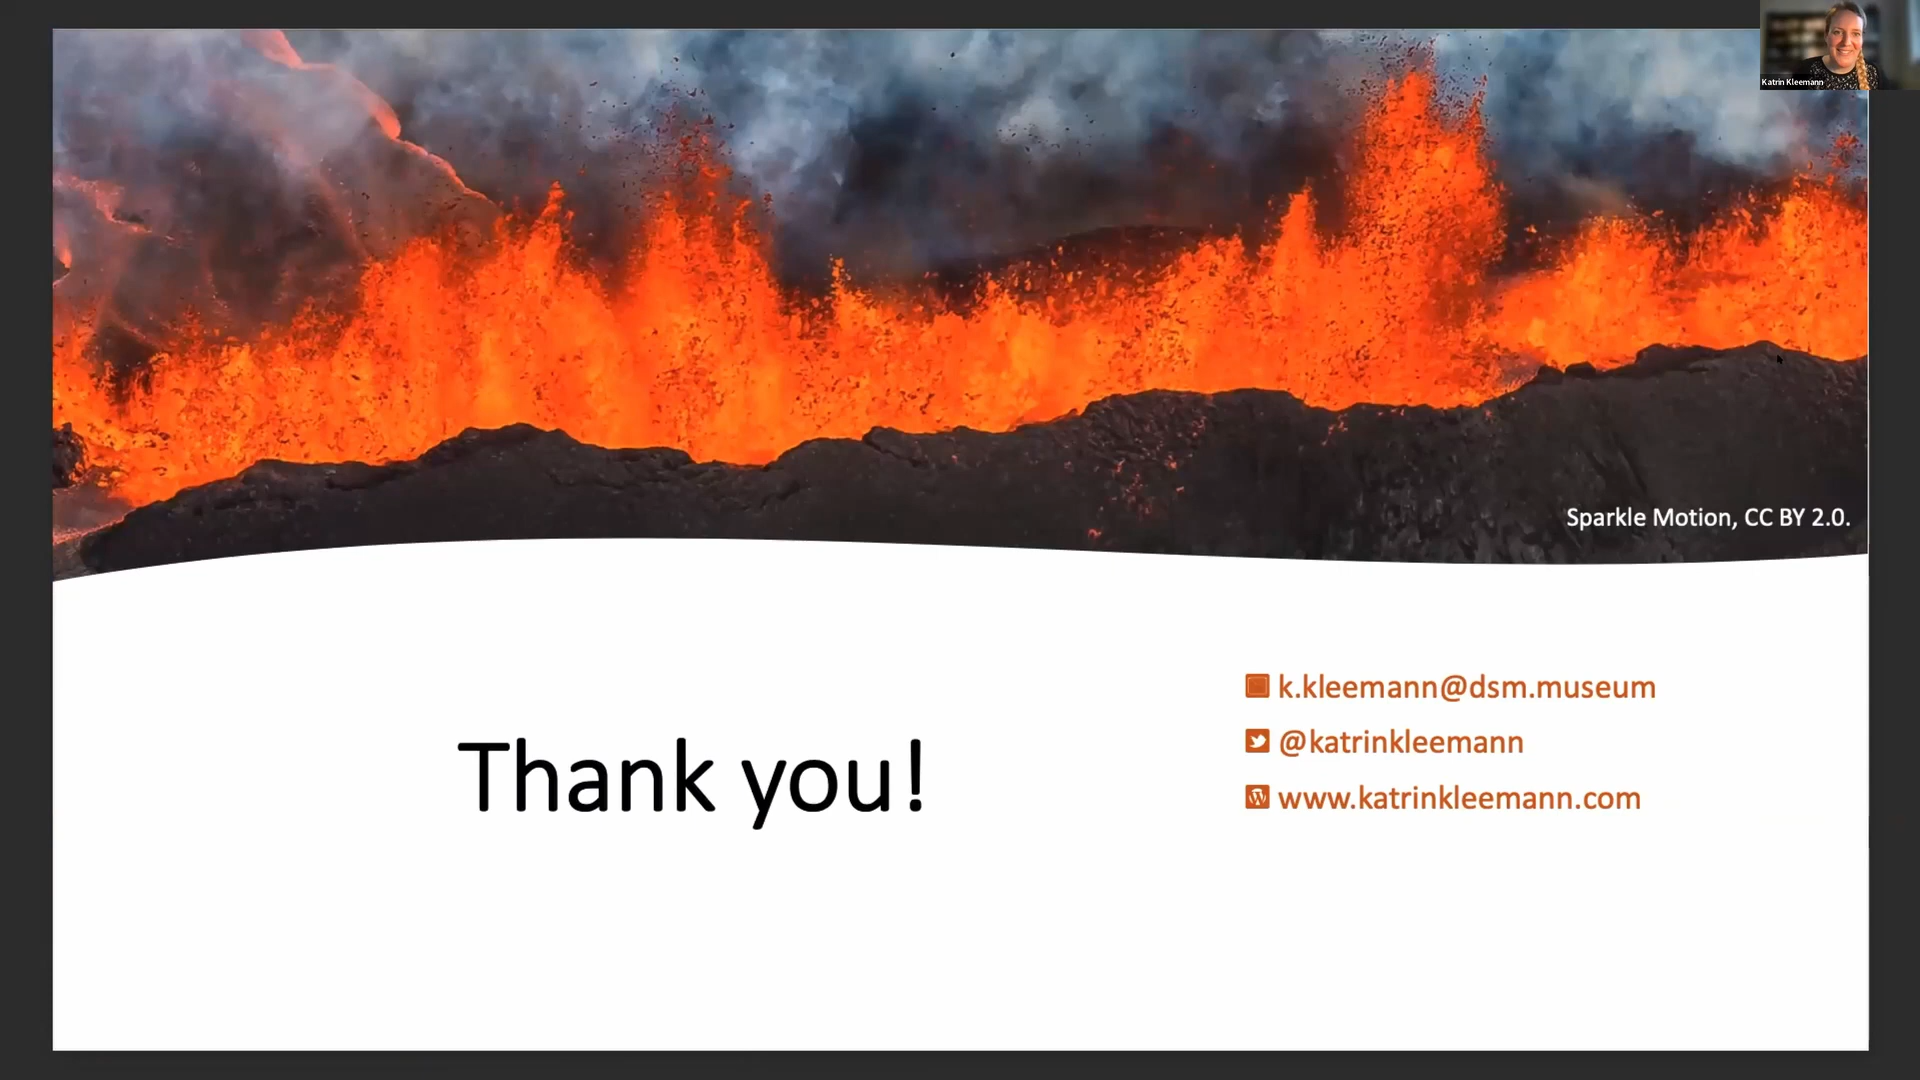 Katrin Kleemann
Sparkle Motion, CC BY 2.0.
Thank you!
k.kleemann@dsm.museum
@katrinkleemann
www.katrinkleemann.com